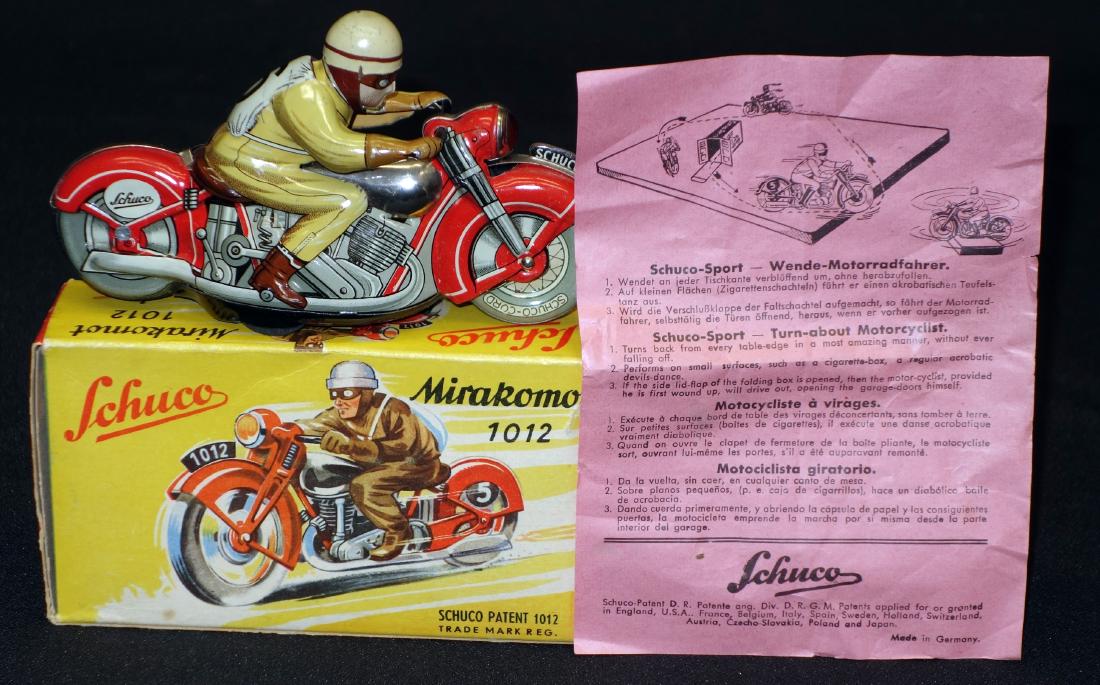 Schuco
SCHUC
SCHUCO-CORD
Mirakomot
1012
Schuco
Schuco
Mirakomo
1012
1012
5
SCHUCO PATENT 1012
TRADE MARK REG.
5
Schuco-Sport — Wende-Motorradfahrer.
1. Wendet an jeder Tischkante verblüffend um, ohne herabzufallen.
2. Auf kleinen Flächen (Zigarettenschachteln) führt er einen akrobatischen Teufels-
tanz aus.
3. Wird die Verschlußklappe der Faltschachtel aufgemacht, so fährt der Motorrad-
fahrer, selbsttätig die Türen öffnend, heraus, wenn er vorher aufgezogen ist.
Schuco-Sport — Turn-about Motorcyclist.
1. Turns back from every table-edge in a most amazing manner, without ever
falling off.
2. Performs on small surfaces, such as a cigarette-box, a regular acrobatic
devils-dance.
3. If the side lid-flap of the folding box is opened, then the motor-cyclist, provided
he is first wound up, will drive out, opening the garage-doors himself.
Motocycliste à virages.
1. Exécute à chaque bord de table des virages déconcertants, sans tomber à terre.
2. Sur petites surfaces (boîtes de cigarettes), il exécute une danse acrobatique
vraiment diabolique.
3. Quand on ouvre le clapet de fermeture de la boîte pliante, le motocycliste
sort, ouvrant lui-même les portes, s'il a été auparavant remonté.
Motociclista giratorio.
1. Da la vuelta, sin caer, en cualquier canto de mesa.
2. Sobre planos pequeños, (p. e. caja de cigarrillos), hace un diabólico baile
de acrobacia.
3. Dando cuerda primeramente, y abriendo la cápsula de papel y las consiguientes
puertas, la motocicleta emprende la marcha por si misma desde la parte
interior del garage.
Schuco
Schuco-Patent D. R. Patente ang. Div. D. R. G. M. Patents applied for or granted
in England, U.S.A., France, Belgium, Italy, Spain, Sweden, Holland, Switzerland,
Austria, Czecho-Slovakia, Poland and Japan.
Made in Germany.